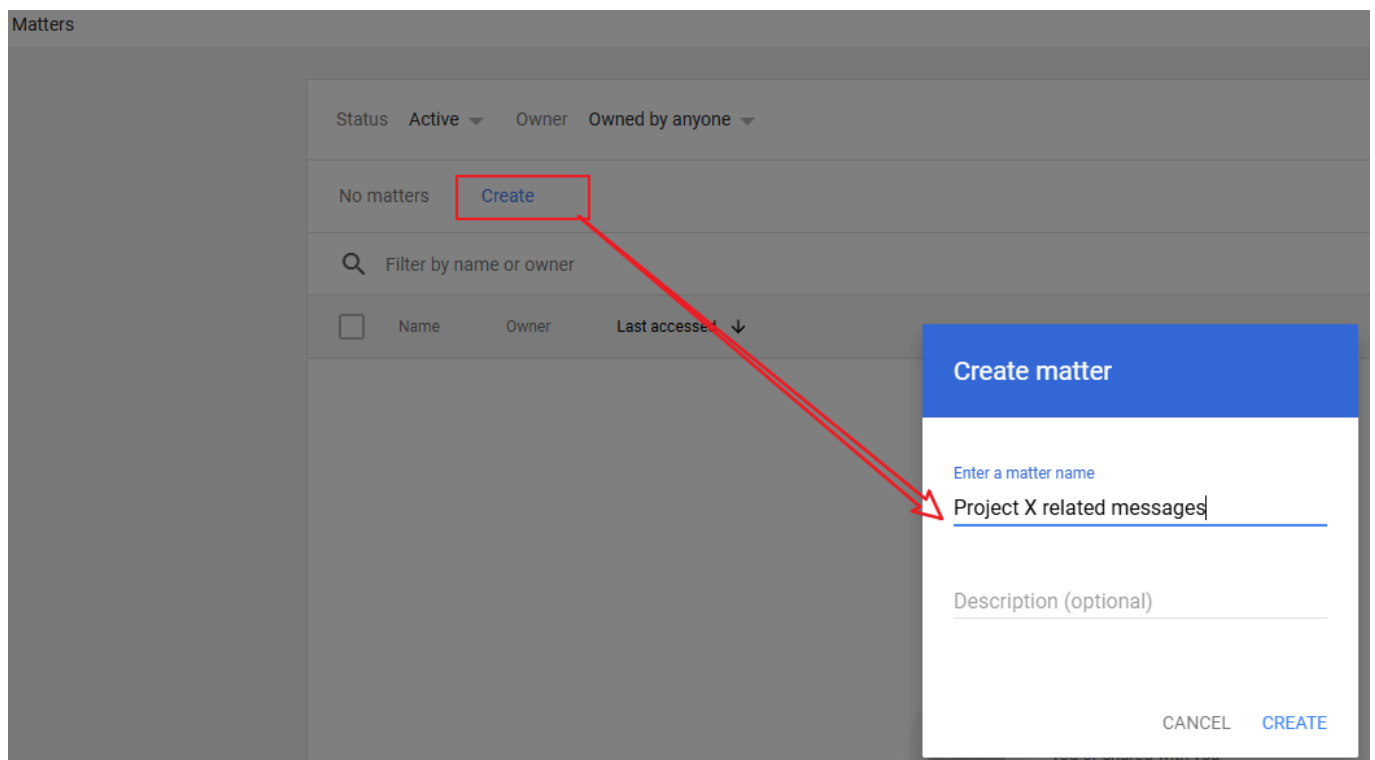 Matters
Status Active Owner Owned by anyone
No matters Create
Filter by name or owner
Name Owner Last accessed
Create matter
Enter a matter name
Project X related messages
Description (optional)
CANCEL CREATE